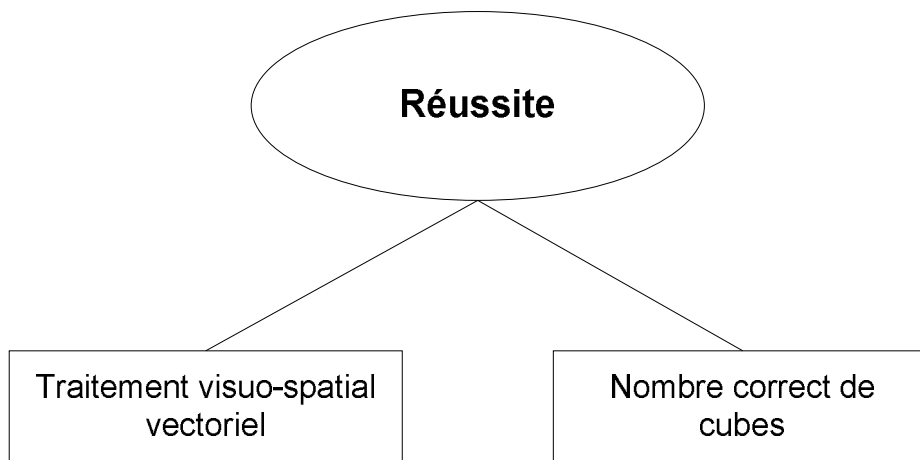 Réussite
Traitement visuo-spatial
vectoriel
Nombre correct de
cubes